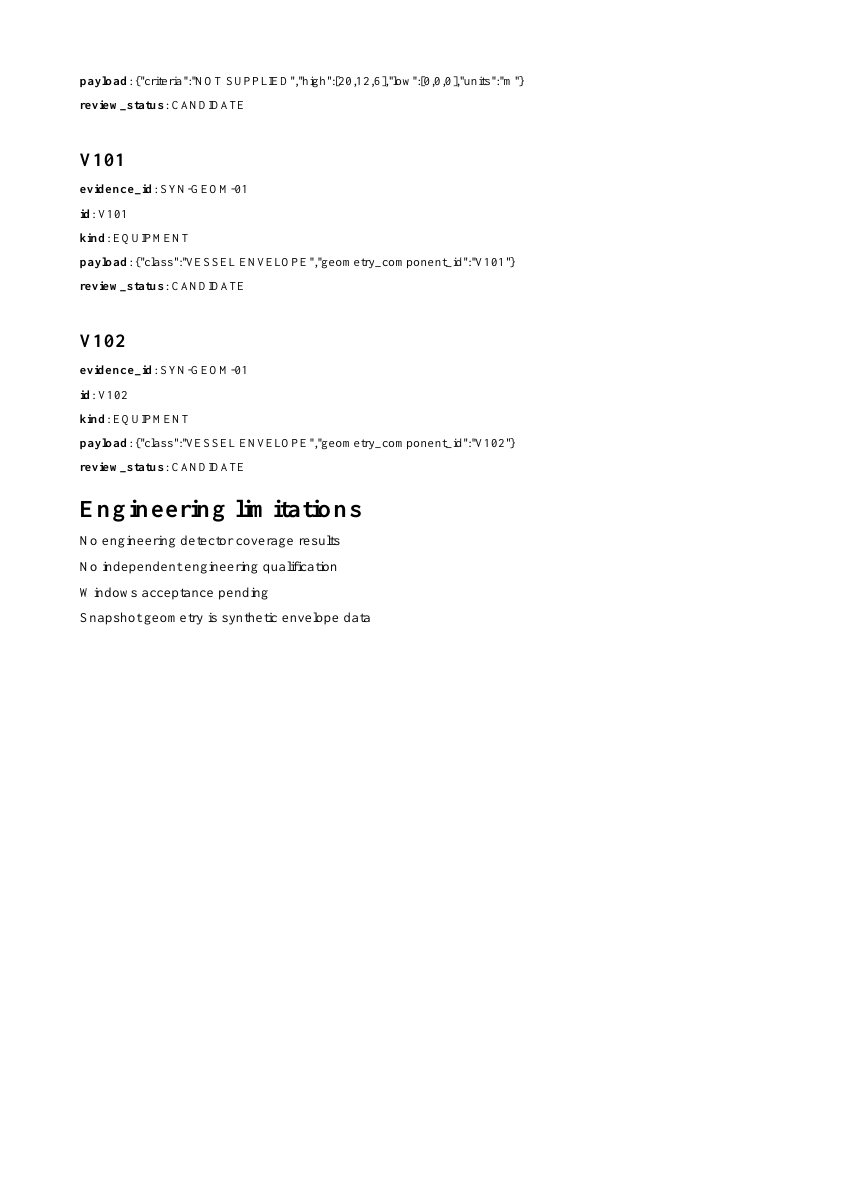 payload: {"criteria":"NOT SUPPLIED","high":[20,12,6],"low":[0,0,0],"units":"m"}
review_status: CANDIDATE
V101
evidence_id: SYN-GEOM-01
id: V101
kind: EQUIPMENT
payload: {"class":"VESSEL ENVELOPE","geometry_component_id":"V101"}
review_status: CANDIDATE
V102
evidence_id: SYN-GEOM-01
id: V102
kind: EQUIPMENT
payload: {"class":"VESSEL ENVELOPE","geometry_component_id":"V102"}
review_status: CANDIDATE
Engineering limitations
No engineering detector coverage results
No independent engineering qualification
Windows acceptance pending
Snapshot geometry is synthetic envelope data